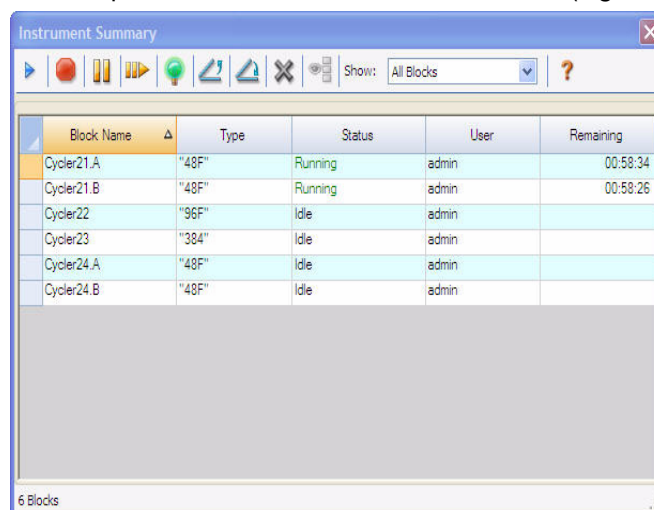 Instrument Summary
Show: All Blocks
Block Name Type Status User Remaining
Cycler21.A "48F" Running admin 00:58:34
Cycler21.B "48F" Running admin 00:58:26
Cycler22 "96F" Idle admin
Cycler23 "384" Idle admin
Cycler24.A "48F" Idle admin
Cycler24.B "48F" Idle admin
6 Blocks